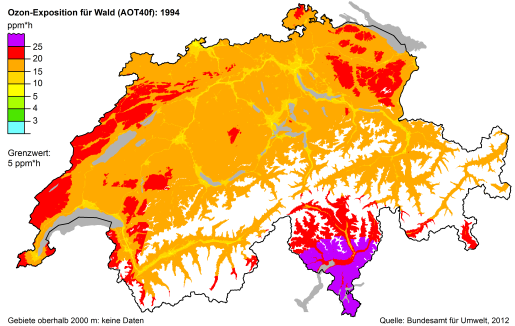 Ozon-Exposition für Wald (AOT40f): 1994
ppm*h
25
20
15
10
5
4
3
Grenzwert:
5 ppm*h
Gebiete oberhalb 2000 m: keine Daten
Quelle: Bundesamt für Umwelt, 2012